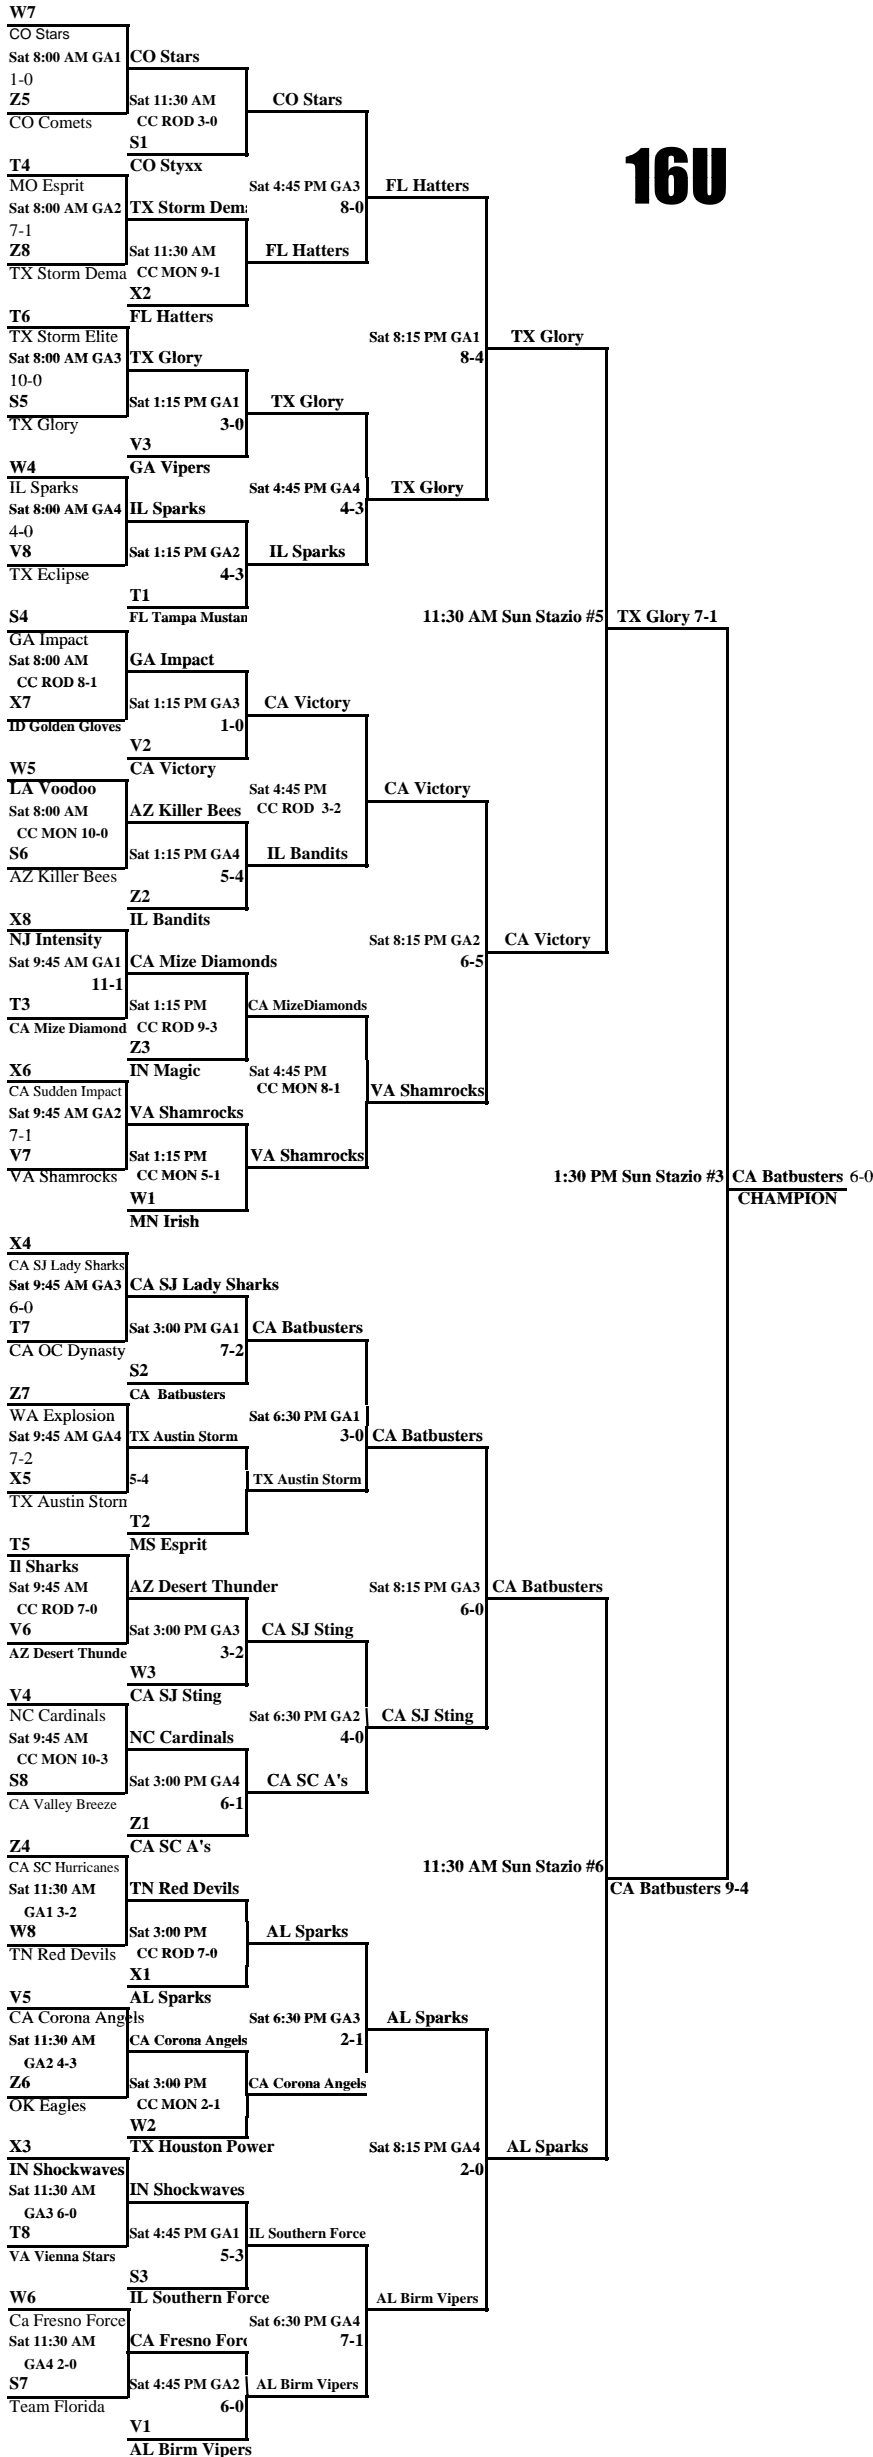 W7
CO Stars
Sat 8:00 AM GA1 CO Stars
1-0
Z5 Sat 11:30 AM CO Stars
CO Comets CC ROD 3-0
S1
T4 CO Styxx
16U
MO Esprit Sat 4:45 PM GA3 FL Hatters
Sat 8:00 AM GA2 TX Storm Dem 8-0
7-1
Z8 Sat 11:30 AM FL Hatters
TX Storm Dema CC MON 9-1
X2
T6 FL Hatters
TX Storm Elite Sat 8:15 PM GA1 TX Glory
Sat 8:00 AM GA3 TX Glory 8-4
10-0
S5 Sat 1:15 PM GA1 TX Glory
TX Glory 3-0
V3
W4 GA Vipers
IL Sparks Sat 4:45 PM GA4 TX Glory
Sat 8:00 AM GA4 IL Sparks 4-3
4-0
V8 Sat 1:15 PM GA2 IL Sparks
TX Eclipse 4-3
T1
S4 FL Tampa Mustan 11:30 AM Sun Stazio #5 TX Glory 7-1
GA Impact
Sat 8:00 AM GA Impact
CC ROD 8-1
X7 Sat 1:15 PM GA3 CA Victory
ID Golden Gloves 1-0
V2
W5 CA Victory
LA Voodoo Sat 4:45 PM CA Victory
Sat 8:00 AM AZ Killer Bees CC ROD 3-2
CC MON 10-0
S6 Sat 1:15 PM GA4 IL Bandits
AZ Killer Bees 5-4
Z2
X8 IL Bandits
NJ Intensity Sat 8:15 PM GA2 CA Victory
Sat 9:45 AM GA1 CA Mize Diamonds 6-5
11-1
T3 Sat 1:15 PM CA MizeDiamonds
CA Mize Diamond CC ROD 9-3
Z3
X6 IN Magic Sat 4:45 PM
CA Sudden Impact CC MON 8-1 VA Shamrocks
Sat 9:45 AM GA2 VA Shamrocks
7-1
V7 Sat 1:15 PM VA Shamrocks
VA Shamrocks CC MON 5-1 1:30 PM Sun Stazio #3 CA Batbusters 6-0
W1 CHAMPION
MN Irish
X4
CA SJ Lady Sharks
Sat 9:45 AM GA3 CA SJ Lady Sharks
6-0
T7 Sat 3:00 PM GA1 CA Batbusters
CA OC Dynasty 7-2
S2
Z7 CA Batbusters
WA Explosion Sat 6:30 PM GA1
Sat 9:45 AM GA4 TX Austin Storm 3-0 CA Batbusters
7-2
X5 5-4 TX Austin Storm
TX Austin Storm
T2
T5 MS Esprit
Il Sharks
Sat 9:45 AM AZ Desert Thunder Sat 8:15 PM GA3 CA Batbusters
CC ROD 7-0 6-0
V6 Sat 3:00 PM GA3 CA SJ Sting
AZ Desert Thunde 3-2
W3
V4 CA SJ Sting
NC Cardinals Sat 6:30 PM GA2 CA SJ Sting
Sat 9:45 AM NC Cardinals 4-0
CC MON 10-3
S8 Sat 3:00 PM GA4 CA SC A's
CA Valley Breeze 6-1
Z1
Z4 CA SC A's
CA SC Hurricanes 11:30 AM Sun Stazio #6
Sat 11:30 AM TN Red Devils CA Batbusters 9-4
GA1 3-2
W8 Sat 3:00 PM AL Sparks
TN Red Devils CC ROD 7-0
X1
V5 AL Sparks
CA Corona Angels Sat 6:30 PM GA3 AL Sparks
Sat 11:30 AM CA Corona Angels 2-1
GA2 4-3
Z6 Sat 3:00 PM CA Corona Angels
OK Eagles CC MON 2-1
W2
X3 TX Houston Power Sat 8:15 PM GA4 AL Sparks
IN Shockwaves 2-0
Sat 11:30 AM IN Shockwaves
GA3 6-0
T8 Sat 4:45 PM GA1 IL Southern Force
VA Vienna Stars 5-3
S3
W6 IL Southern Force AL Birm Vipers
Ca Fresno Force Sat 6:30 PM GA4
Sat 11:30 AM CA Fresno Forc 7-1
GA4 2-0
S7 Sat 4:45 PM GA2 AL Birm Vipers
Team Florida 6-0
V1
AL Birm Vipers